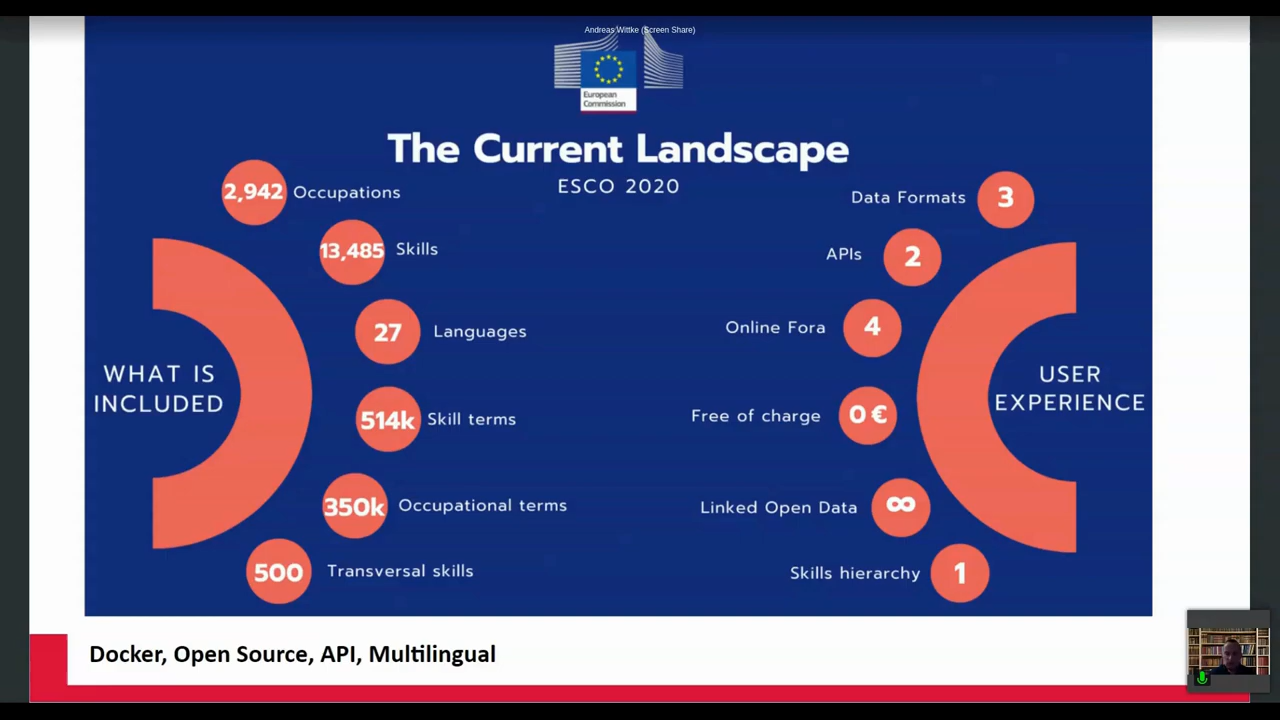 Andreas Wittke (Screen Share)
European
Commission
The Current Landscape
ESCO 2020
WHAT IS
INCLUDED
2,942 Occupations
13,485 Skills
27 Languages
514k Skill terms
350k Occupational terms
500 Transversal skills
Data Formats 3
APIs 2
Online Fora 4
Free of charge 0 €
Linked Open Data ∞
Skills hierarchy 1
USER
EXPERIENCE
Docker, Open Source, API, Multilingual